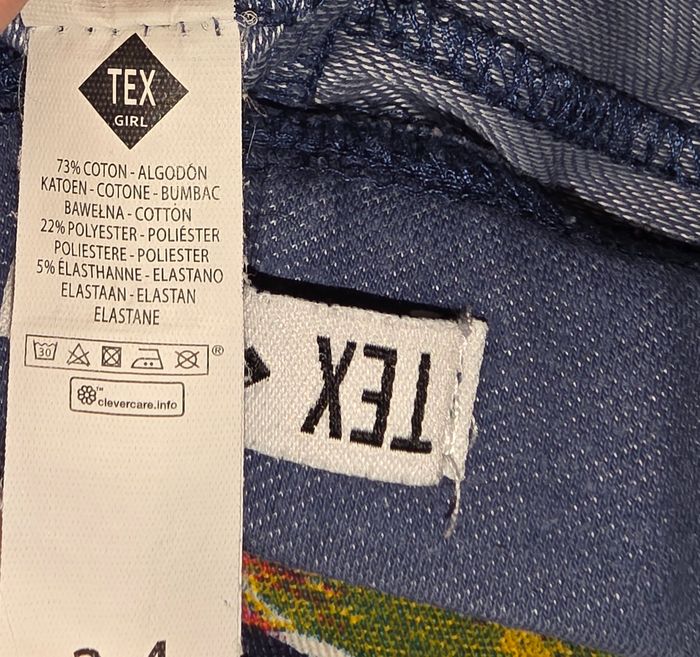 TEX
GIRL
73% COTON - ALGODÓN
KATOEN - COTONE - BUMBAC
BAWEŁNA - COTTON
22% POLYESTER - POLIÉSTER
POLIESTERE - POLIESTER
5% ÉLASTHANNE - ELASTANO
ELASTAAN - ELASTAN
ELASTANE
30
®
™
clevercare.info
TEX